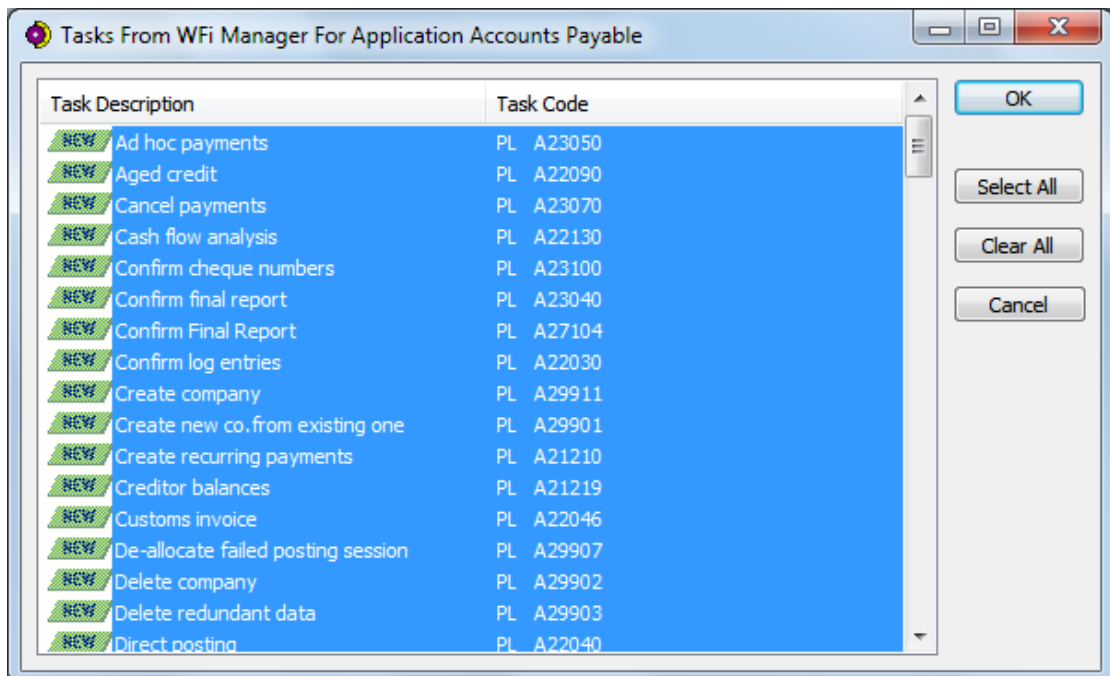 Tasks From WFi Manager For Application Accounts Payable
Task Description Task Code
NEW Ad hoc payments PL A23050
NEW Aged credit PL A22090
NEW Cancel payments PL A23070
NEW Cash flow analysis PL A22130
NEW Confirm cheque numbers PL A23100
NEW Confirm final report PL A23040
NEW Confirm Final Report PL A27104
NEW Confirm log entries PL A22030
NEW Create company PL A29911
NEW Create new co.from existing one PL A29901
NEW Create recurring payments PL A21210
NEW Creditor balances PL A21219
NEW Customs invoice PL A22046
NEW De-allocate failed posting session PL A29907
NEW Delete company PL A29902
NEW Delete redundant data PL A29903
NEW Direct posting PL A22040
OK
Select All
Clear All
Cancel